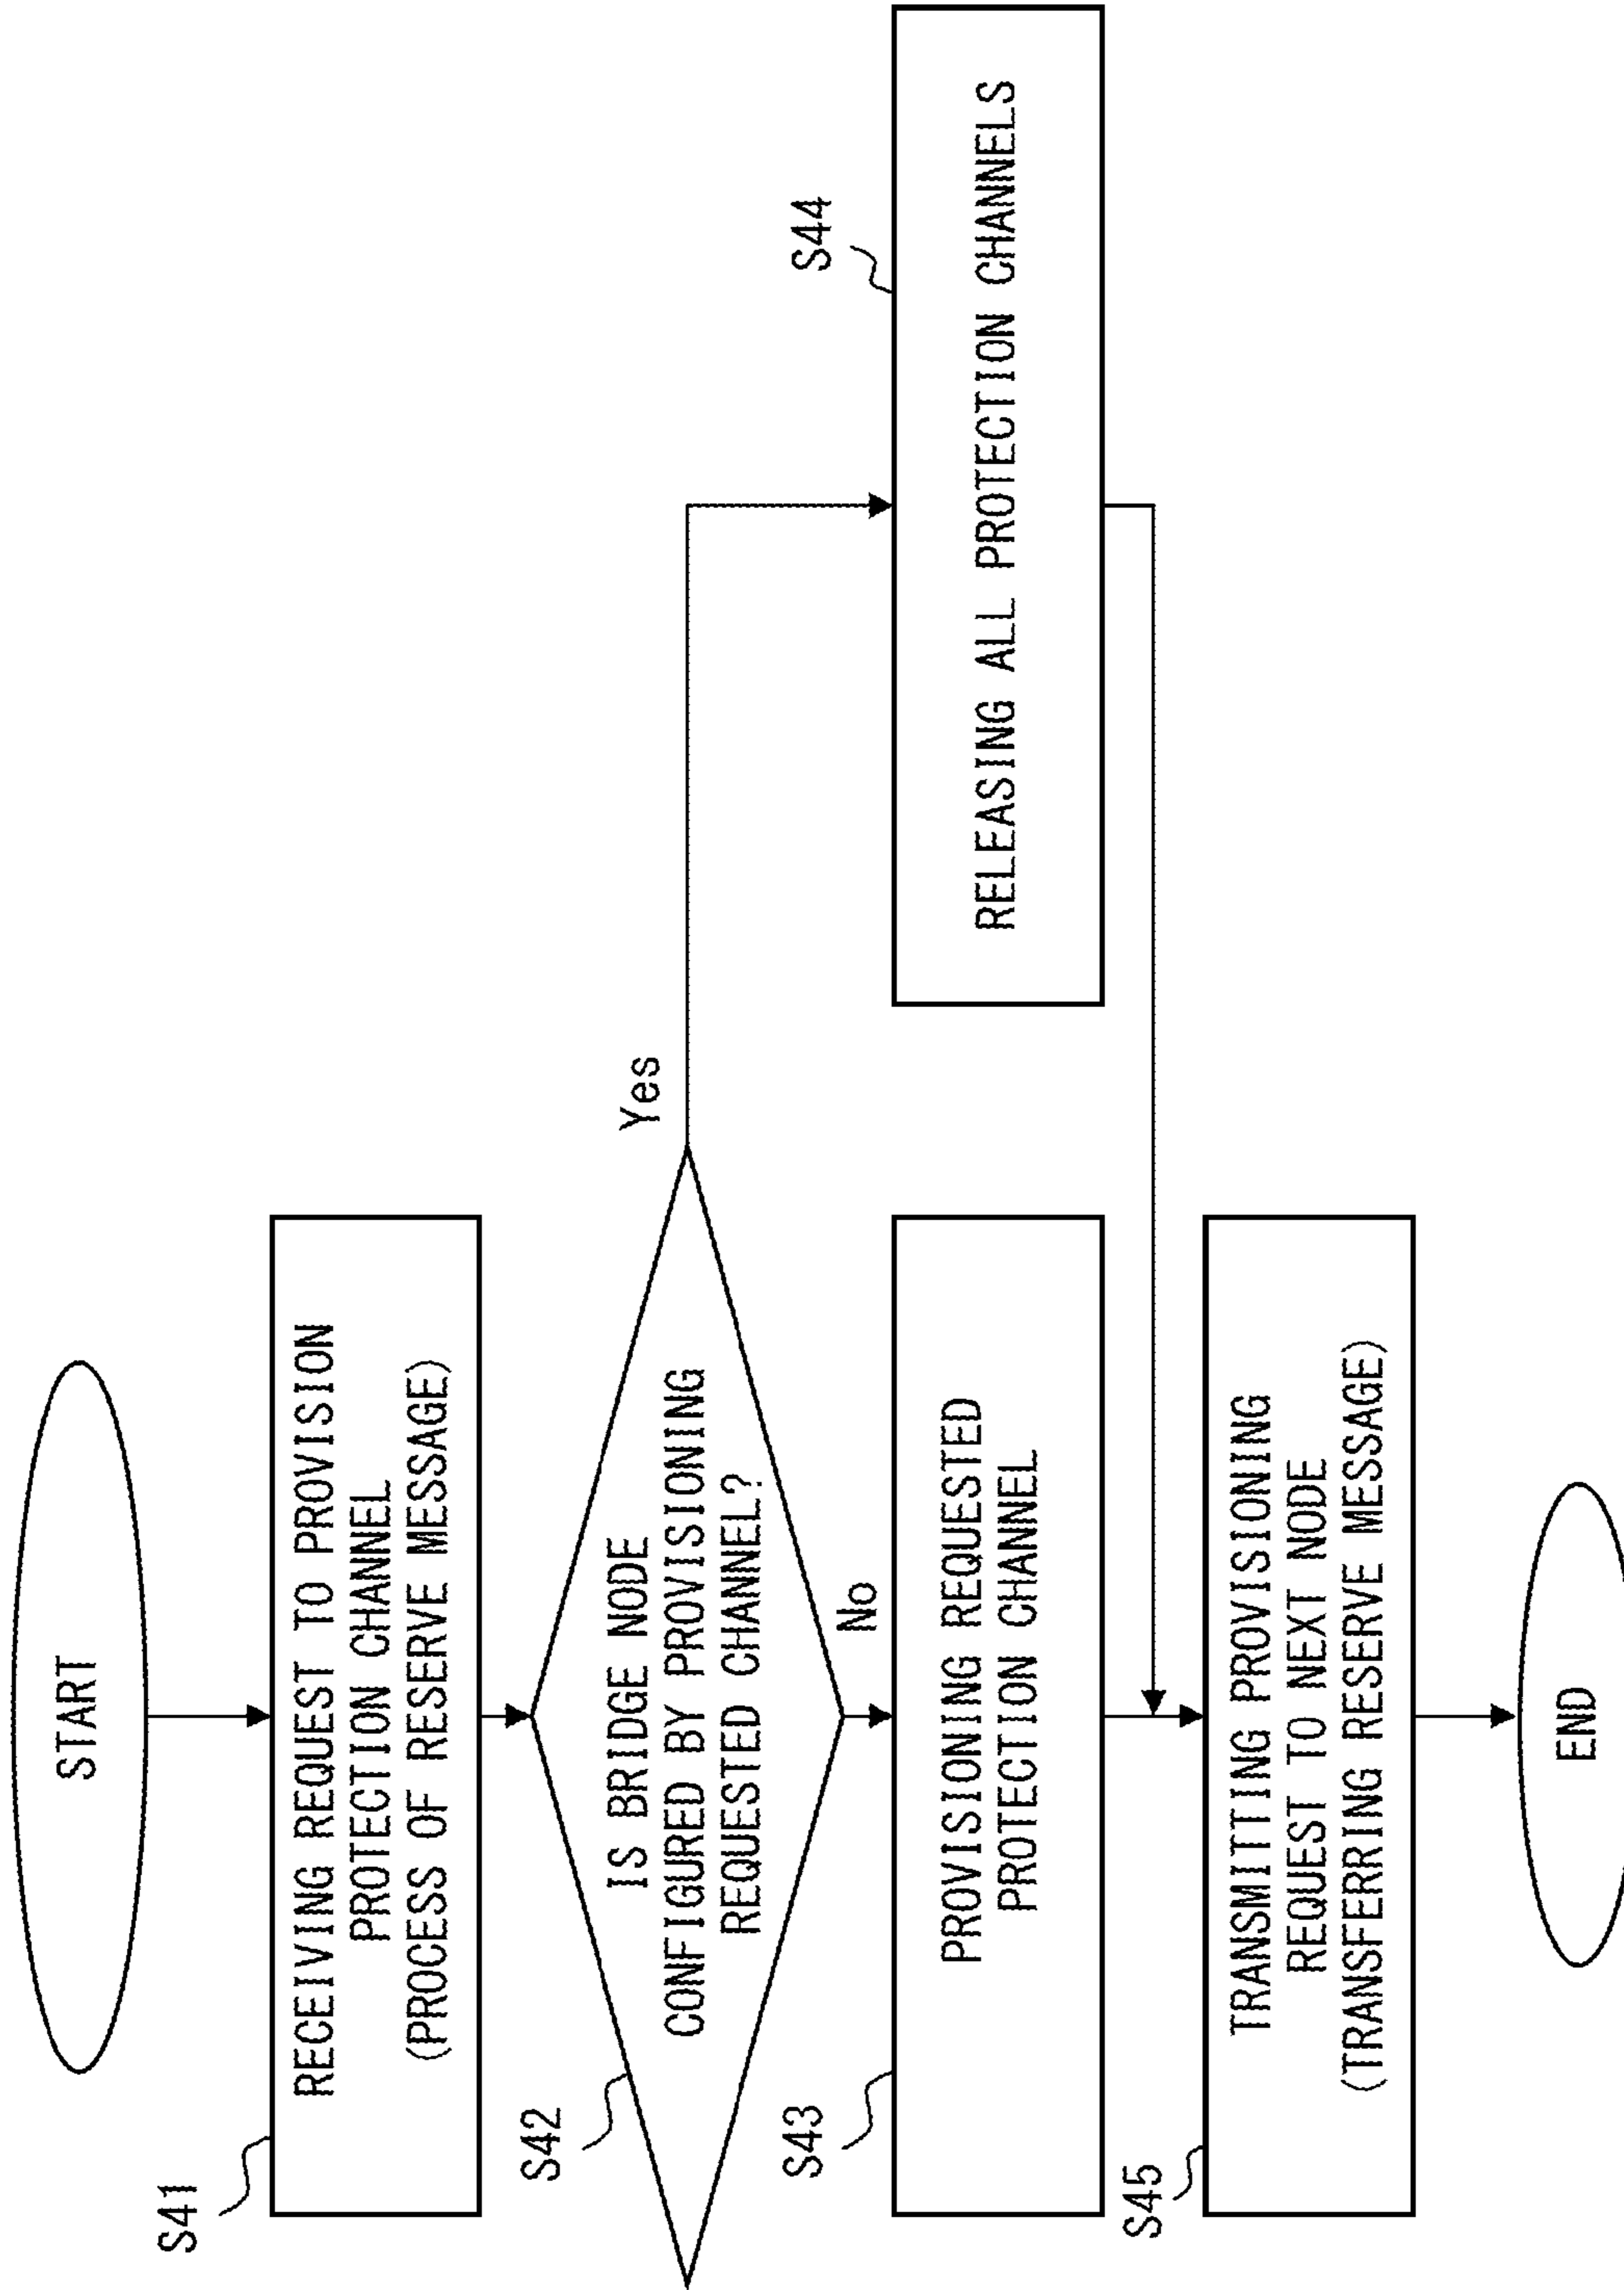 START
S41
RECEIVING REQUEST TO PROVISION
PROTECTION CHANNEL
(PROCESS OF RESERVE MESSAGE)
S42
IS BRIDGE NODE
CONFIGURED BY PROVISIONING
REQUESTED CHANNEL?
Yes
No
S43
PROVISIONING REQUESTED
PROTECTION CHANNEL
S44
RELEASING ALL PROTECTION CHANNELS
S45
TRANSMITTING PROVISIONING
REQUEST TO NEXT NODE
(TRANSFERRING RESERVE MESSAGE)
END